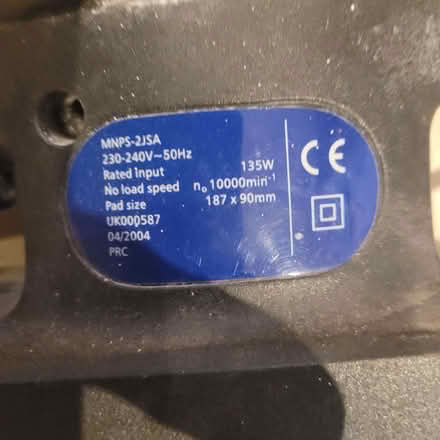 MNPS-2JSA
230-240V~50Hz
Rated Input 135W
No load speed n₀ 10000min⁻¹
Pad size 187 x 90mm
UK000587
04/2004
PRC
CE